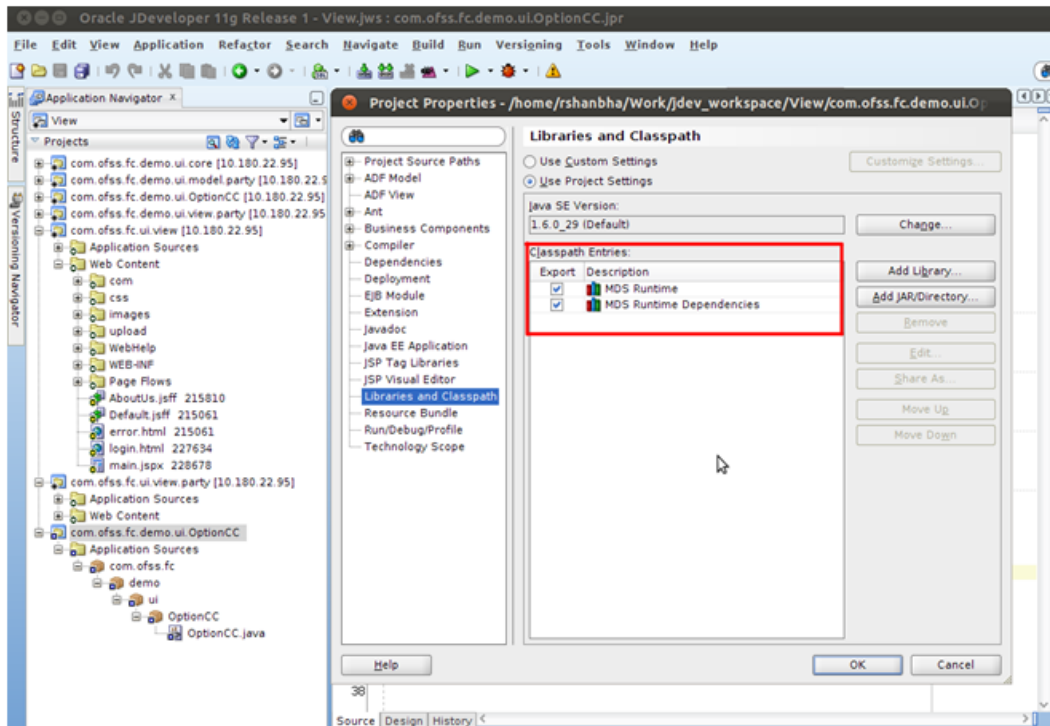 Oracle JDeveloper 11g Release 1 - View.jws : com.ofss.fc.demo.ui.OptionCC.jpr
File Edit View Application Refactor Search Navigate Build Run Versioning Tools Window Help
Structure
Versioning Navigator
Application Navigator
View
Projects
com.ofss.fc.demo.ui.core [10.180.22.95]
com.ofss.fc.demo.ui.model.party [10.180.22.9
com.ofss.fc.demo.ui.OptionCC [10.180.22.95]
com.ofss.fc.demo.ui.view.party [10.180.22.95
com.ofss.fc.ui.view [10.180.22.95]
Application Sources
Web Content
com
css
images
upload
WebHelp
WEB-INF
Page Flows
AboutUs.jsff 215810
Default.jsff 215061
error.html 215061
login.html 227634
main.jspx 228678
com.ofss.fc.ui.view.party [10.180.22.95]
Application Sources
Web Content
com.ofss.fc.demo.ui.OptionCC
Application Sources
com.ofss.fc
demo
ui
OptionCC
OptionCC.java
Project Properties - /home/rshanbha/Work/jdev_workspace/View/com.ofss.fc.demo.ui.Op
Project Source Paths
ADF Model
ADF View
Ant
Business Components
Compiler
Dependencies
Deployment
EJB Module
Extension
Javadoc
Java EE Application
JSP Tag Libraries
JSP Visual Editor
Libraries and Classpath
Resource Bundle
Run/Debug/Profile
Technology Scope
Libraries and Classpath
Use Custom Settings
Customize Settings...
Use Project Settings
Java SE Version:
1.6.0_29 (Default)
Change...
Classpath Entries:
Export Description
MDS Runtime
MDS Runtime Dependencies
Add Library...
Add JAR/Directory...
Remove
Edit...
Share As...
Move Up
Move Down
Help
OK
Cancel
38
Source Design History